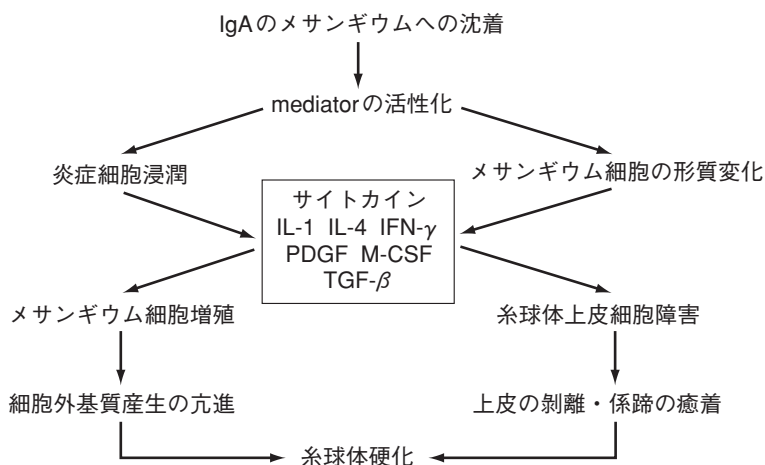 IgAのメサンギウムへの沈着
mediatorの活性化
炎症細胞浸潤
メサンギウム細胞の形質変化
サイトカイン
IL-1 IL-4 IFN-γ
PDGF M-CSF
TGF-β
メサンギウム細胞増殖
糸球体上皮細胞障害
細胞外基質産生の亢進
上皮の剝離・係蹄の癒着
糸球体硬化